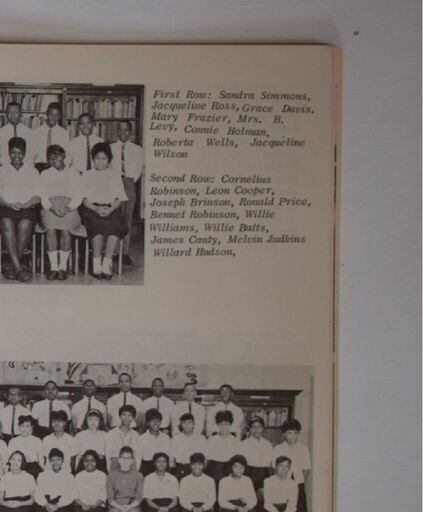 First Row: Sandra Simmons,
Jacqueline Ross, Grace Davis,
Mary Frazier, Mrs. B.
Levy, Connie Holman,
Roberta Wells, Jacqueline
Wilson
Second Row: Cornelius
Robinson, Leon Cooper,
Joseph Brinson, Ronald Price,
Bennel Robinson, Willie
Williams, Willie Batts,
James Canty, Melvin Judkins
Willard Hudson,